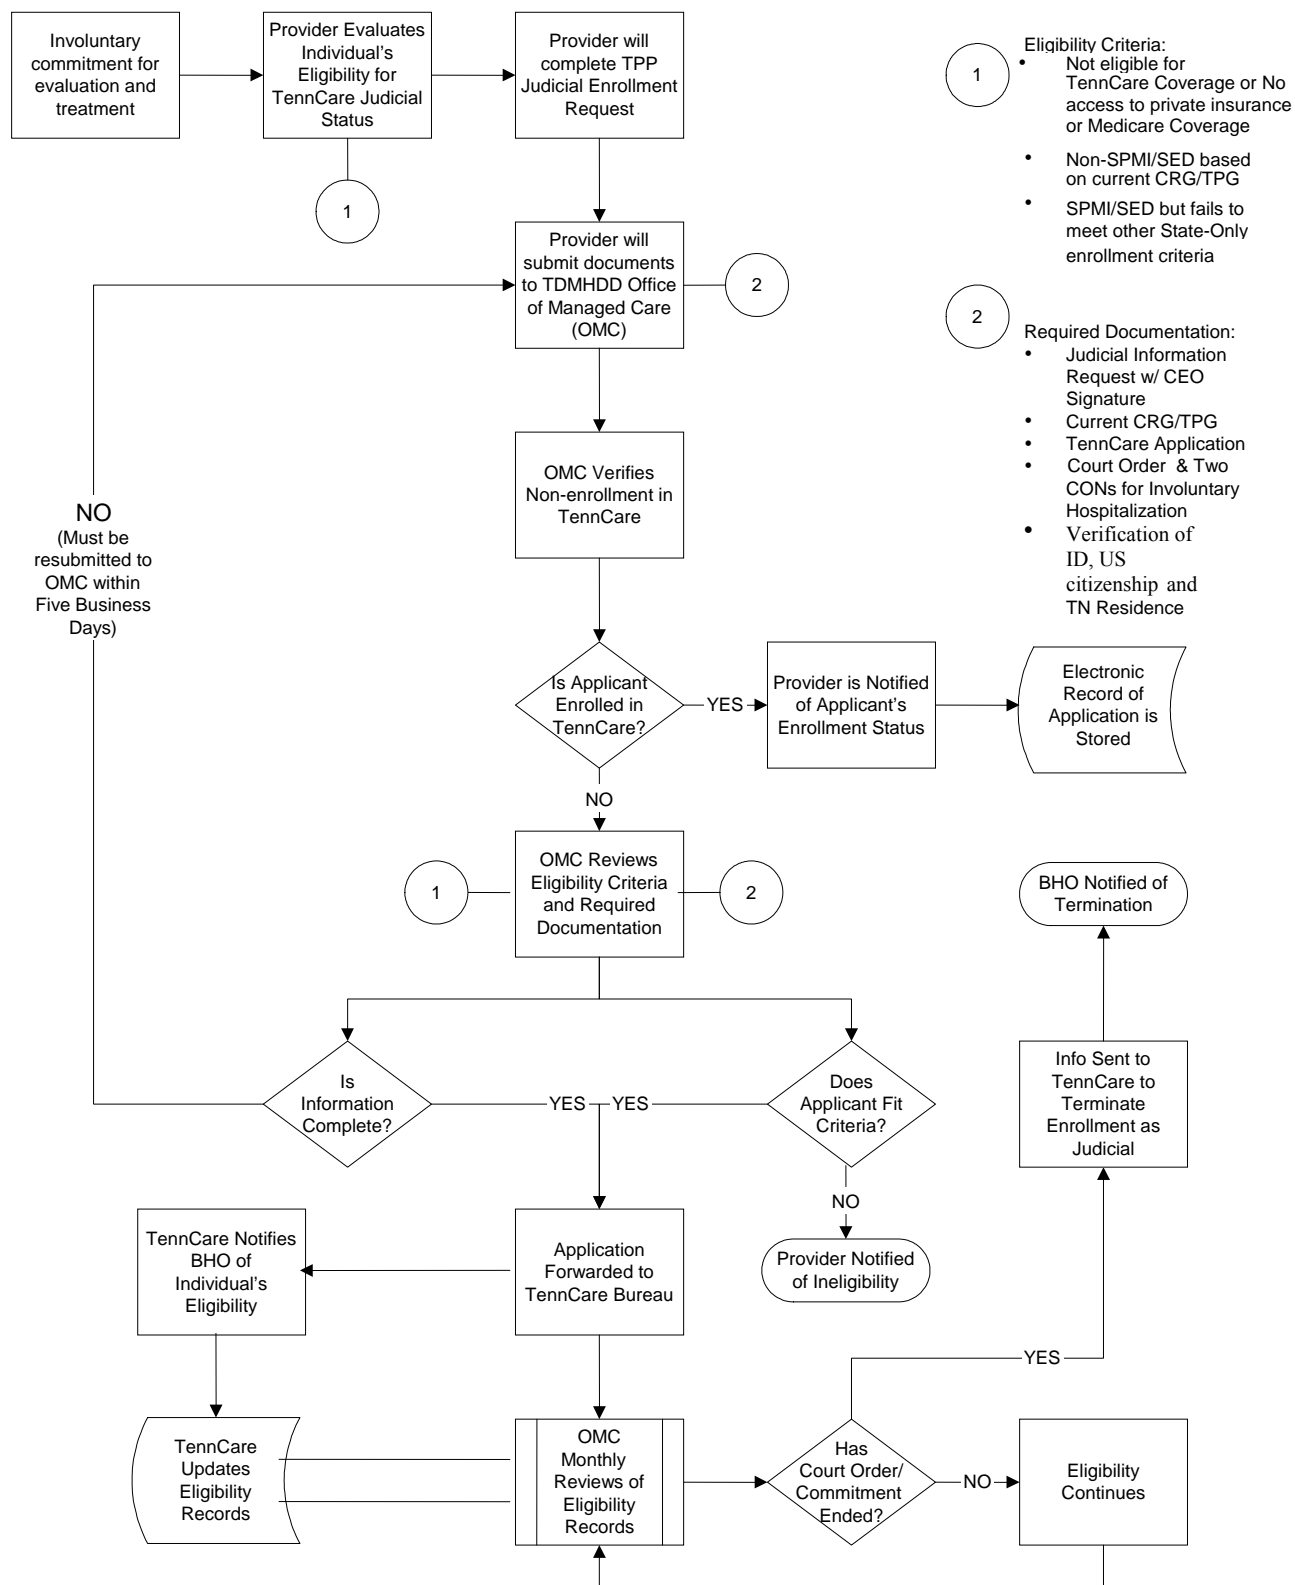 Involuntary
commitment for
evaluation and
treatment
Provider Evaluates
Individual’s
Eligibility for
TennCare Judicial
Status
Provider will
complete TPP
Judicial Enrollment
Request
1
Eligibility Criteria:
• Not eligible for
TennCare Coverage or No
access to private insurance
or Medicare Coverage
• Non-SPMI/SED based
on current CRG/TPG
• SPMI/SED but fails to
meet other State-Only
enrollment criteria
1
Provider will
submit documents
to TDMHDD Office
of Managed Care
(OMC)
2
2
Required Documentation:
• Judicial Information
Request w/ CEO
Signature
• Current CRG/TPG
• TennCare Application
• Court Order & Two
CONs for Involuntary
Hospitalization
• Verification of
ID, US
citizenship and
TN Residence
OMC Verifies
Non-enrollment in
TennCare
NO
(Must be
resubmitted to
OMC within
Five Business
Days)
Is Applicant
Enrolled in
TennCare?
YES
Provider is Notified
of Applicant’s
Enrollment Status
Electronic
Record of
Application is
Stored
NO
1
OMC Reviews
Eligibility Criteria
and Required
Documentation
2
BHO Notified of
Termination
Is
Information
Complete?
YES
YES
Does
Applicant Fit
Criteria?
Info Sent to
TennCare to
Terminate
Enrollment as
Judicial
NO
TennCare Notifies
BHO of
Individual’s
Eligibility
Application
Forwarded to
TennCare Bureau
Provider Notified
of Ineligibility
YES
TennCare
Updates
Eligibility
Records
OMC
Monthly
Reviews of
Eligibility
Records
Has
Court Order/
Commitment
Ended?
NO
Eligibility
Continues